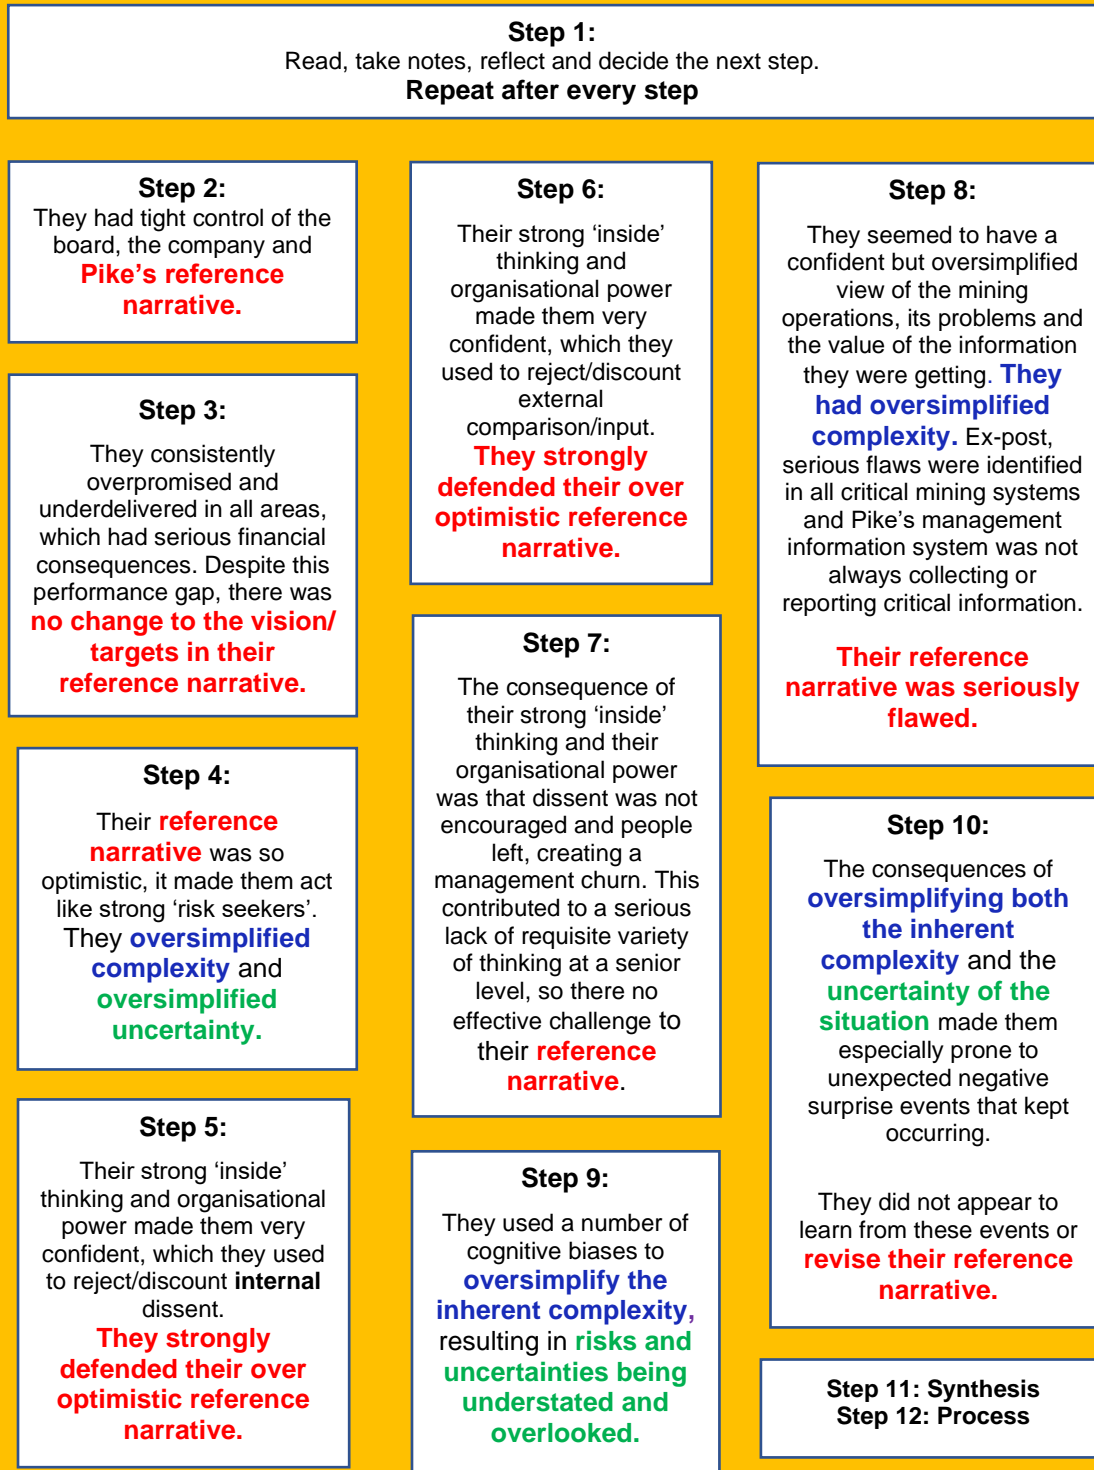 Step 1:
Read, take notes, reflect and decide the next step.
Repeat after every step
Step 2:
They had tight control of the
board, the company and
Pike's reference
narrative.
Step 3:
They consistently
overpromised and
underdelivered in all areas,
which had serious financial
consequences. Despite this
performance gap, there was
no change to the vision/
targets in their
reference narrative.
Step 4:
Their reference
narrative was so
optimistic, it made them act
like strong ‘risk seekers’.
They oversimplified
complexity and
oversimplified
uncertainty.
Step 5:
Their strong ‘inside’
thinking and organisational
power made them very
confident, which they used
to reject/discount internal
dissent.
They strongly
defended their over
optimistic reference
narrative.
Step 6:
Their strong ‘inside’
thinking and
organisational power
made them very
confident, which they
used to reject/discount
external
comparison/input.
They strongly
defended their over
optimistic reference
narrative.
Step 7:
The consequence of
their strong ‘inside’
thinking and their
organisational power
was that dissent was not
encouraged and people
left, creating a
management churn. This
contributed to a serious
lack of requisite variety
of thinking at a senior
level, so there no
effective challenge to
their reference
narrative.
Step 9:
They used a number of
cognitive biases to
oversimplify the
inherent complexity,
resulting in risks and
uncertainties being
understated and
overlooked.
Step 8:
They seemed to have a
confident but oversimplified
view of the mining
operations, its problems and
the value of the information
they were getting. They
had oversimplified
complexity. Ex-post,
serious flaws were identified
in all critical mining systems
and Pike's management
information system was not
always collecting or
reporting critical information.
Their reference
narrative was seriously
flawed.
Step 10:
The consequences of
oversimplifying both
the inherent
complexity and the
uncertainty of the
situation made them
especially prone to
unexpected negative
surprise events that kept
occurring.
They did not appear to
learn from these events or
revise their reference
narrative.
Step 11: Synthesis
Step 12: Process